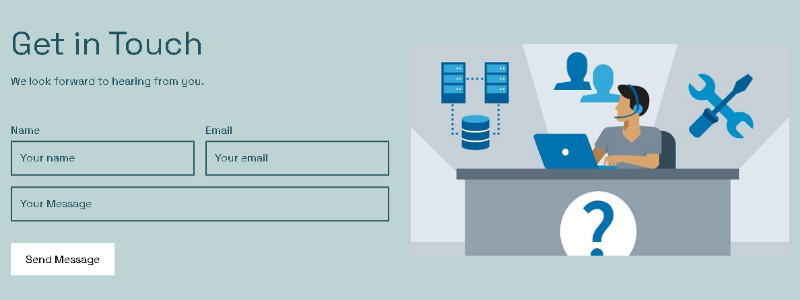 Get in Touch
We look forward to hearing from you.
Name
Email
Your name
Your email
Your Message
Send Message
?